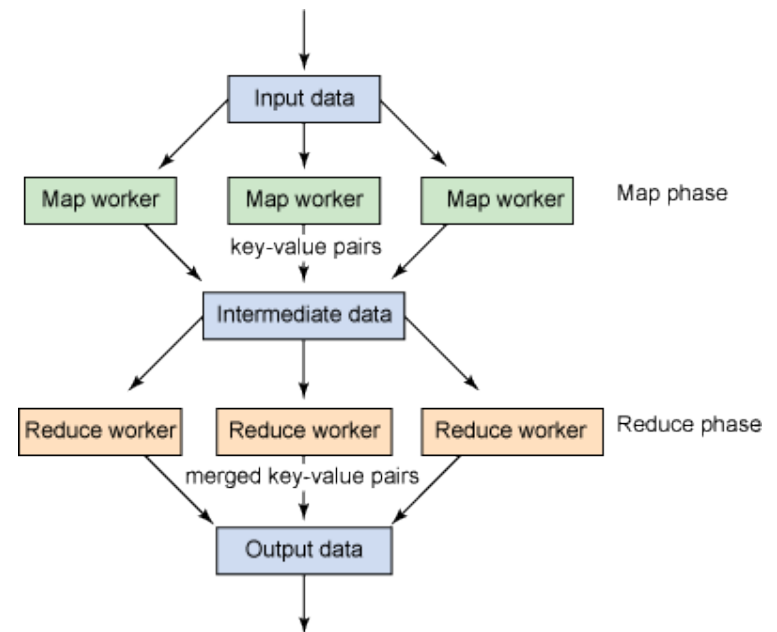 Input data
Map worker
Map worker
Map worker
Map phase
key-value pairs
Intermediate data
Reduce worker
Reduce worker
Reduce worker
Reduce phase
merged key-value pairs
Output data